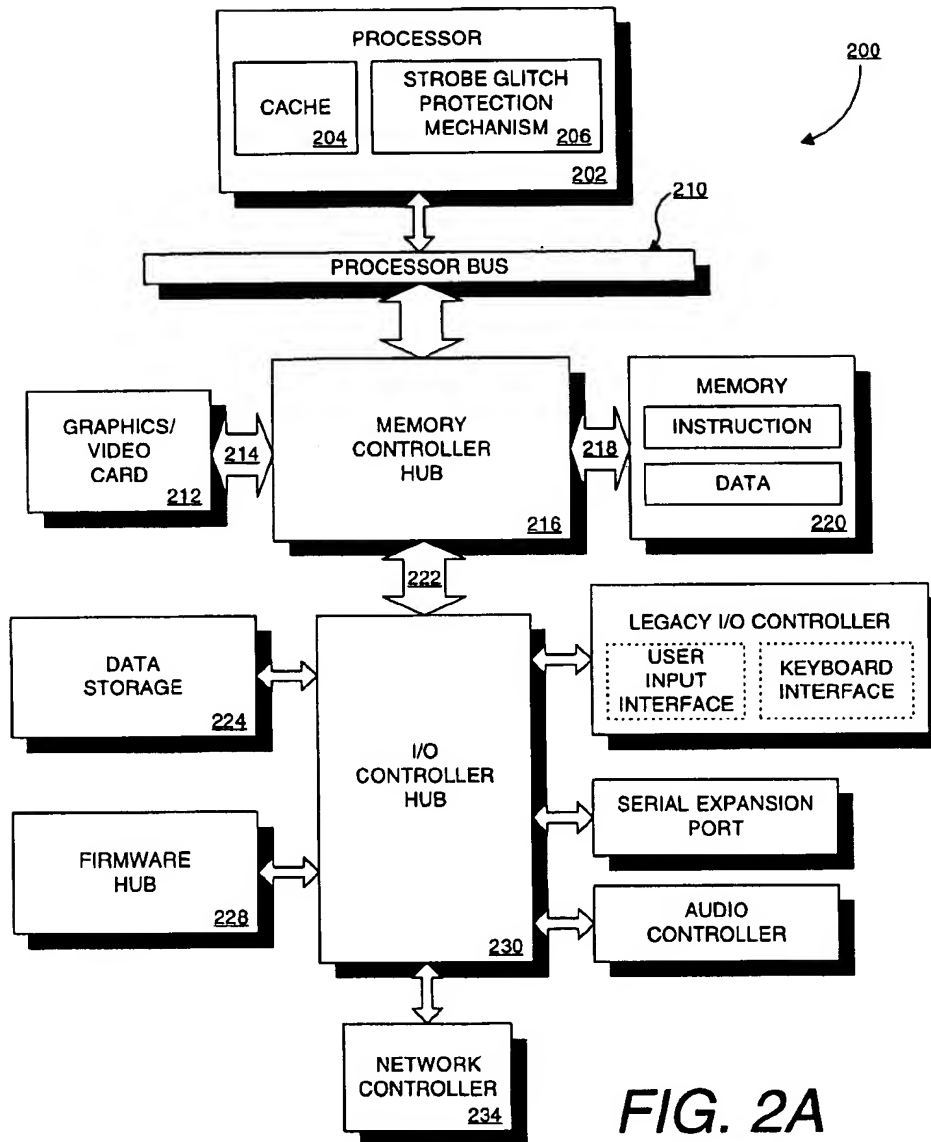 PROCESSOR
CACHE
204
STROBE GLITCH
PROTECTION
MECHANISM
206
202
200
210
PROCESSOR BUS
GRAPHICS/
VIDEO
CARD
212
214
MEMORY
CONTROLLER
HUB
216
218
MEMORY
INSTRUCTION
DATA
220
222
DATA
STORAGE
224
LEGACY I/O CONTROLLER
USER
INPUT
INTERFACE
KEYBOARD
INTERFACE
I/O
CONTROLLER
HUB
230
SERIAL EXPANSION
PORT
FIRMWARE
HUB
228
AUDIO
CONTROLLER
NETWORK
CONTROLLER
234
FIG. 2A